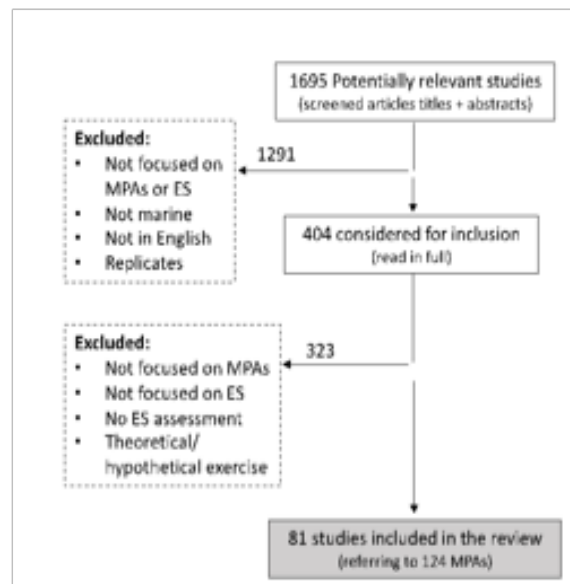 1695 Potentially relevant studies
(screened articles titles + abstracts)
Excluded:
• Not focused on
MPAs or ES
• Not marine
• Not in English
• Replicates
1291
404 considered for inclusion
(read in full)
Excluded:
• Not focused on MPAs
• Not focused on ES
• No ES assessment
• Theoretical/
hypothetical exercise
323
81 studies included in the review
(referring to 124 MPAs)